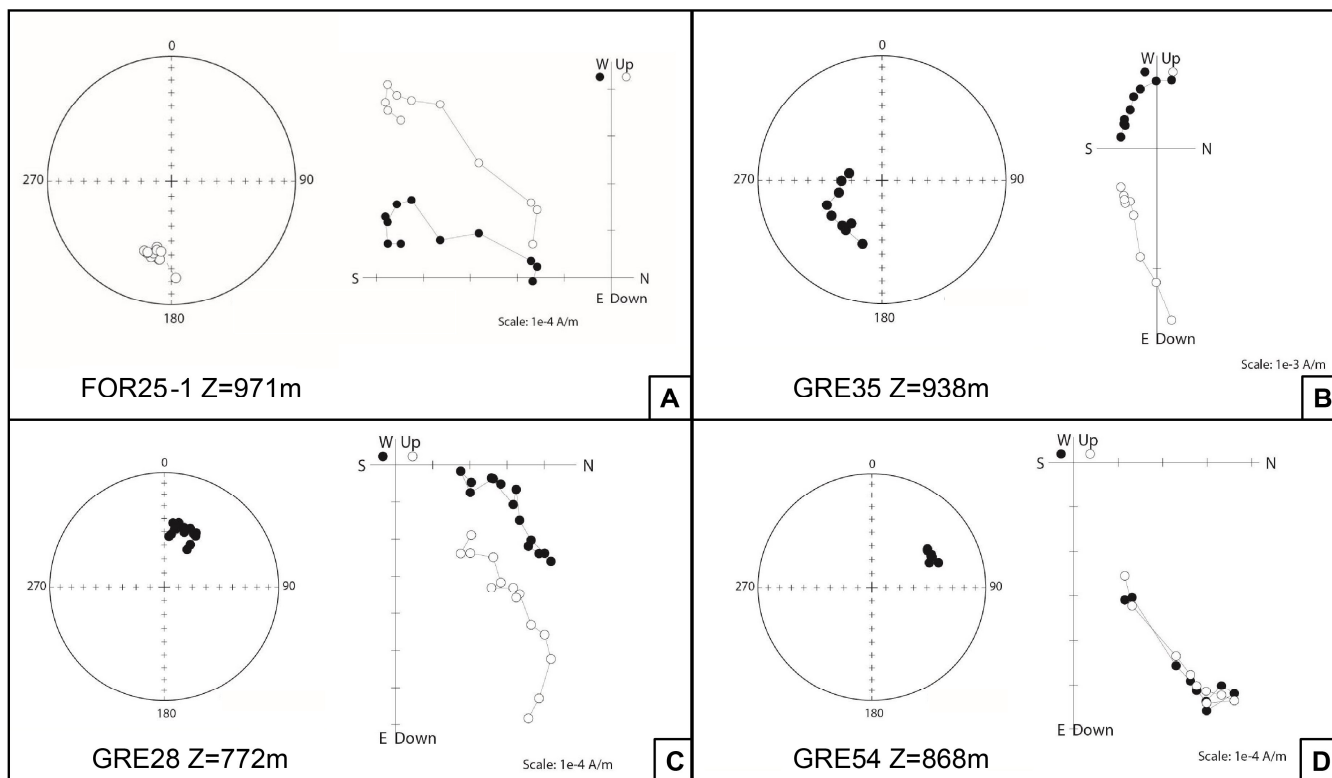 0
270
90
180
W Up
S
N
E Down
Scale: 1e-4 A/m
FOR25-1 Z=971m
A
0
270
90
180
W Up
S
N
E Down
Scale: 1e-3 A/m
GRE35 Z=938m
B
0
270
90
180
W Up
S
N
E Down
Scale: 1e-4 A/m
GRE28 Z=772m
C
0
270
90
180
W Up
S
N
E Down
Scale: 1e-4 A/m
GRE54 Z=868m
D